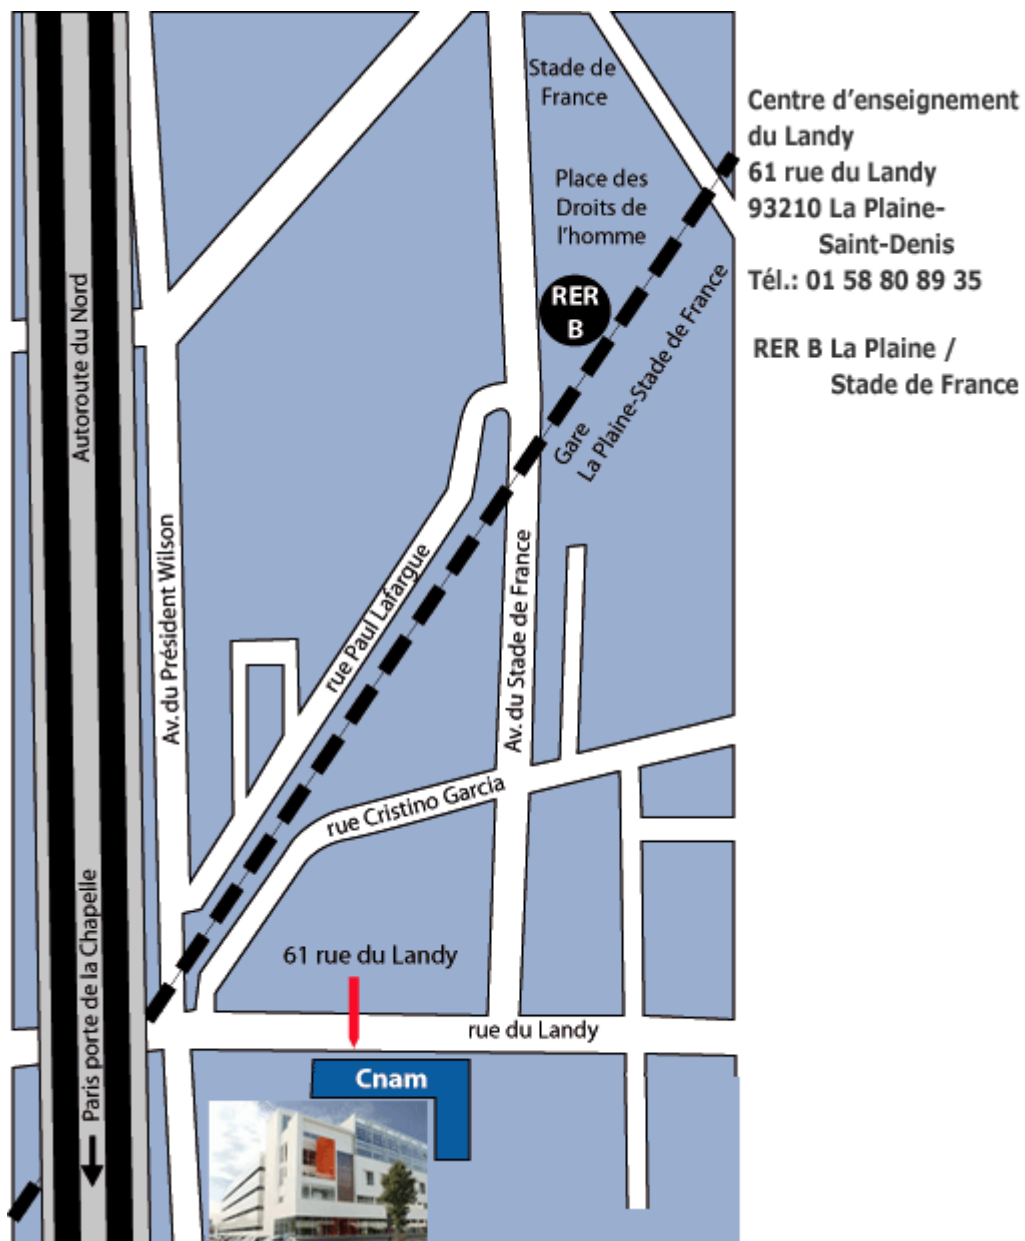 Stade de
France
Centre d'enseignement
du Landy
61 rue du Landy
93210 La Plaine-
Saint-Denis
Tél.: 01 58 80 89 35
RER B La Plaine /
Stade de France
Place des
Droits de
l'homme
RER
B
Gare
La Plaine-Stade de France
Autoroute du Nord
Av. du Président Wilson
rue Paul Lafargue
Av. du Stade de France
rue Cristino Garcia
Paris porte de la Chapelle
61 rue du Landy
rue du Landy
Cnam